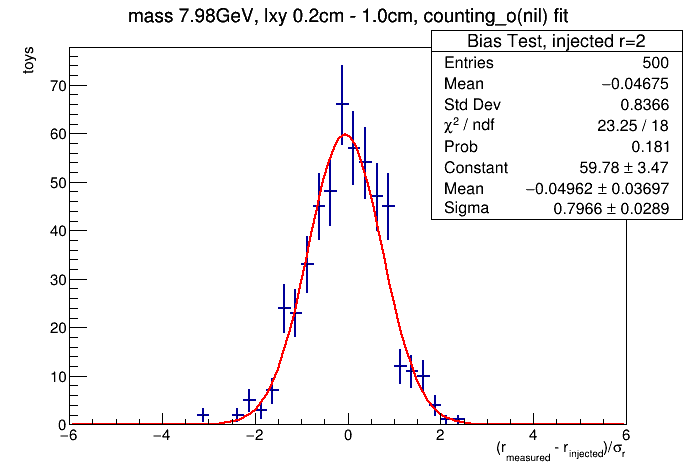 mass 7.98GeV, lxy 0.2cm - 1.0cm, counting_o(nil) fit
toys
Bias Test, injected r=2
Entries 500
Mean −0.04675
Std Dev 0.8366
χ² / ndf 23.25 / 18
Prob 0.181
Constant 59.78 ± 3.47
Mean −0.04962 ± 0.03697
Sigma 0.7966 ± 0.0289
70
60
50
40
30
20
10
0
−6 −4 −2 0 2 4 6
(r_measured - r_injected)/σ_r